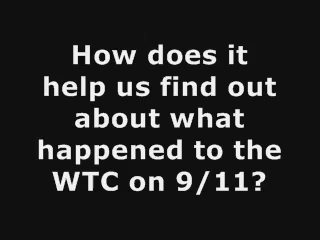 How does it
help us find out
about what
happened to the
WTC on 9/11?